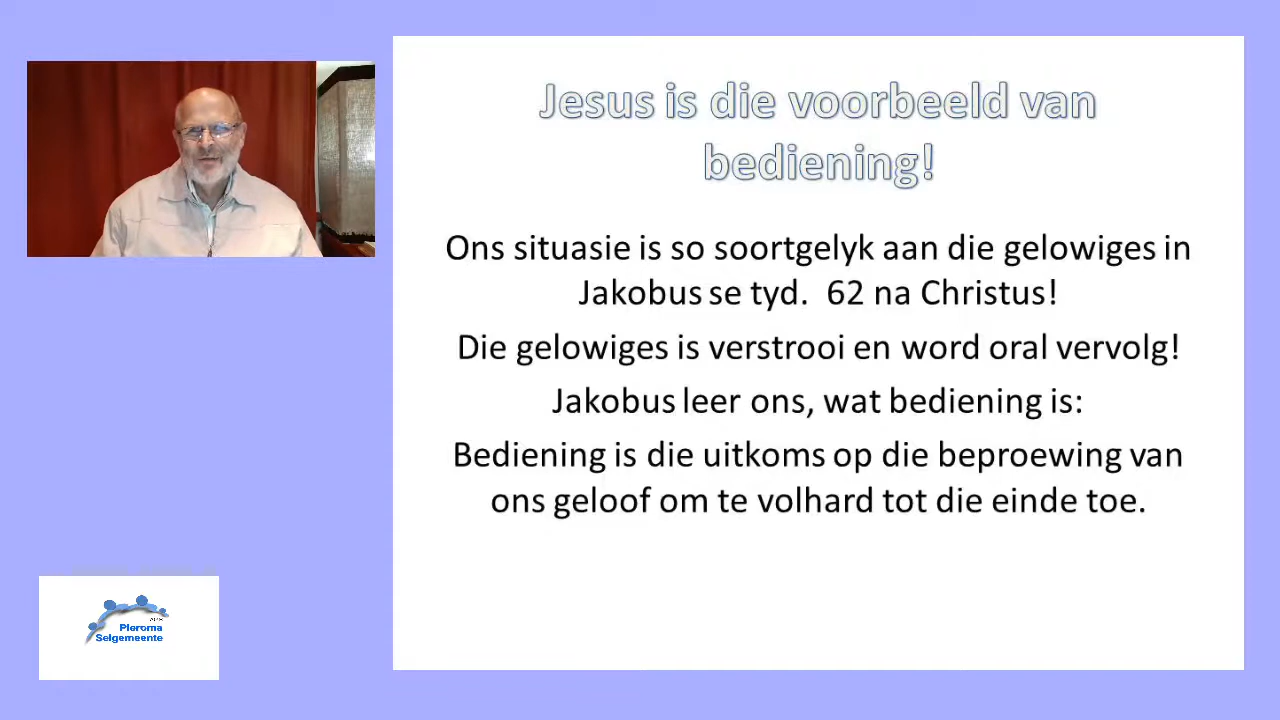 Jesus is die voorbeeld van
bediening!
Ons situasie is so soortgelyk aan die gelowiges in
Jakobus se tyd.  62 na Christus!
Die gelowiges is verstrooi en word oral vervolg!
Jakobus leer ons, wat bediening is:
Bediening is die uitkoms op die beproewing van
ons geloof om te volhard tot die einde toe.
Pleroma
Selgemeente